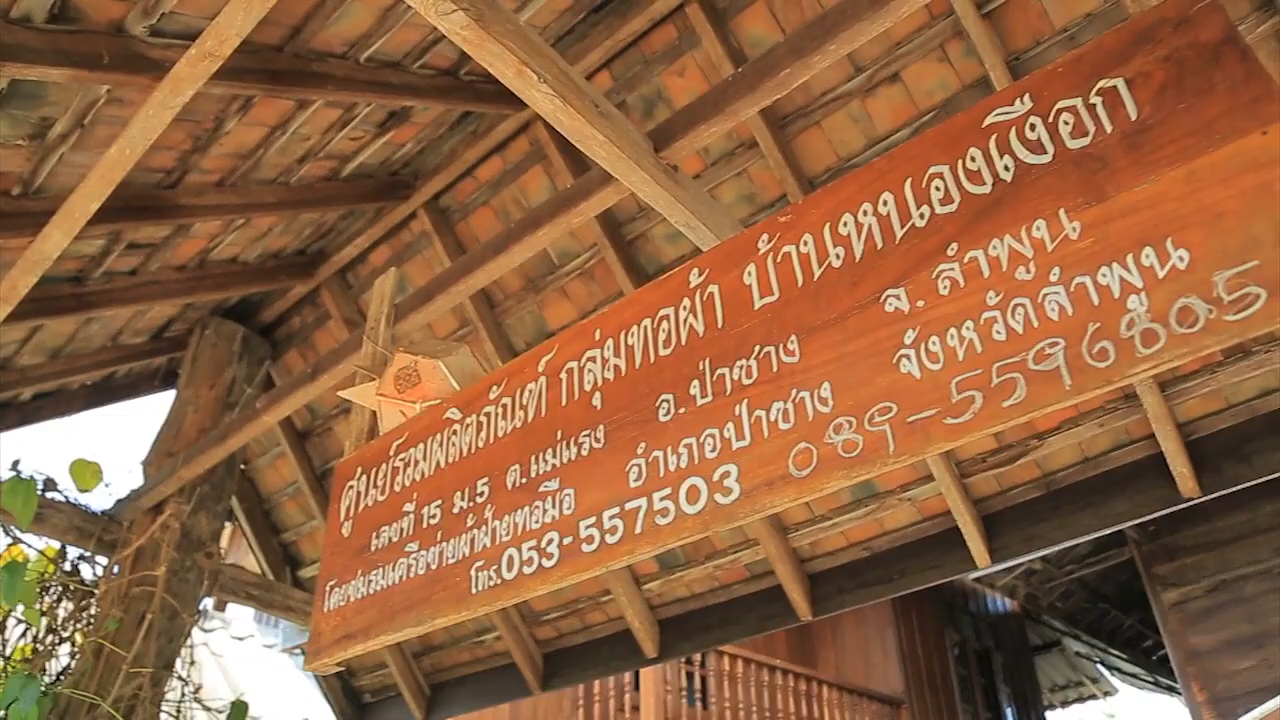 ศูนย์รวมผลิตภัณฑ์ กลุ่มทอผ้า บ้านหนองเงือก
เลขที่ 15 ม.5 ต.แม่แรง อ.ป่าซาง จ.ลำพูน
โดยชมรมเครือข่ายผ้าฝ้ายทอมือ อำเภอป่าซาง จังหวัดลำพูน
โทร.053-557503 089-5596805